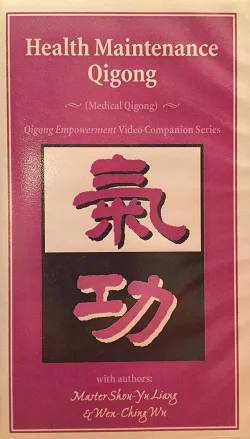 Health Maintenance
Qigong
(Medical Qigong)
Qigong Empowerment Video Companion Series
氣
功
with authors:
Master Shou-Yu Liang
& Wen-Ching Wu